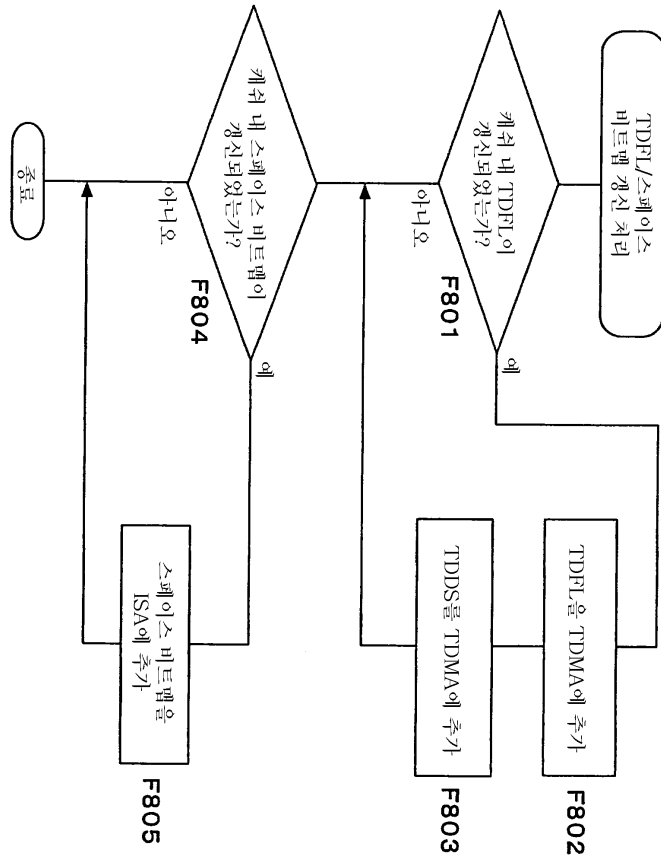 TDFL/스페이스
비트맵 갱신 처리
캐쉬 내 TDFL이
갱신되었는가?
아니오
예
F801
TDFL을 TDMA에 추가
F802
TDDS를 TDMA에 추가
F803
캐쉬 내 스페이스 비트맵이
갱신되었는가?
아니오
예
F804
스페이스 비트맵을
ISA에 추가
F805
종료